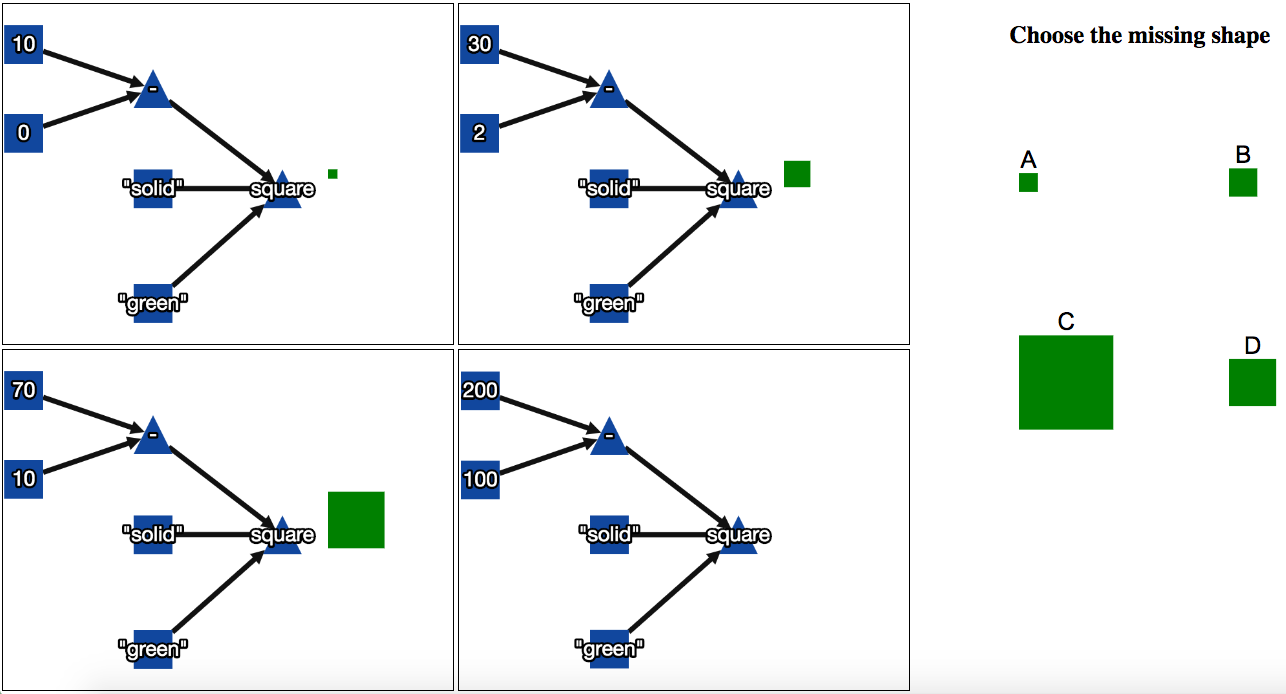 10
-
0
"solid"
square
"green"
30
-
2
"solid"
square
"green"
70
-
10
"solid"
square
"green"
200
-
100
"solid"
square
"green"
Choose the missing shape
A
B
C
D